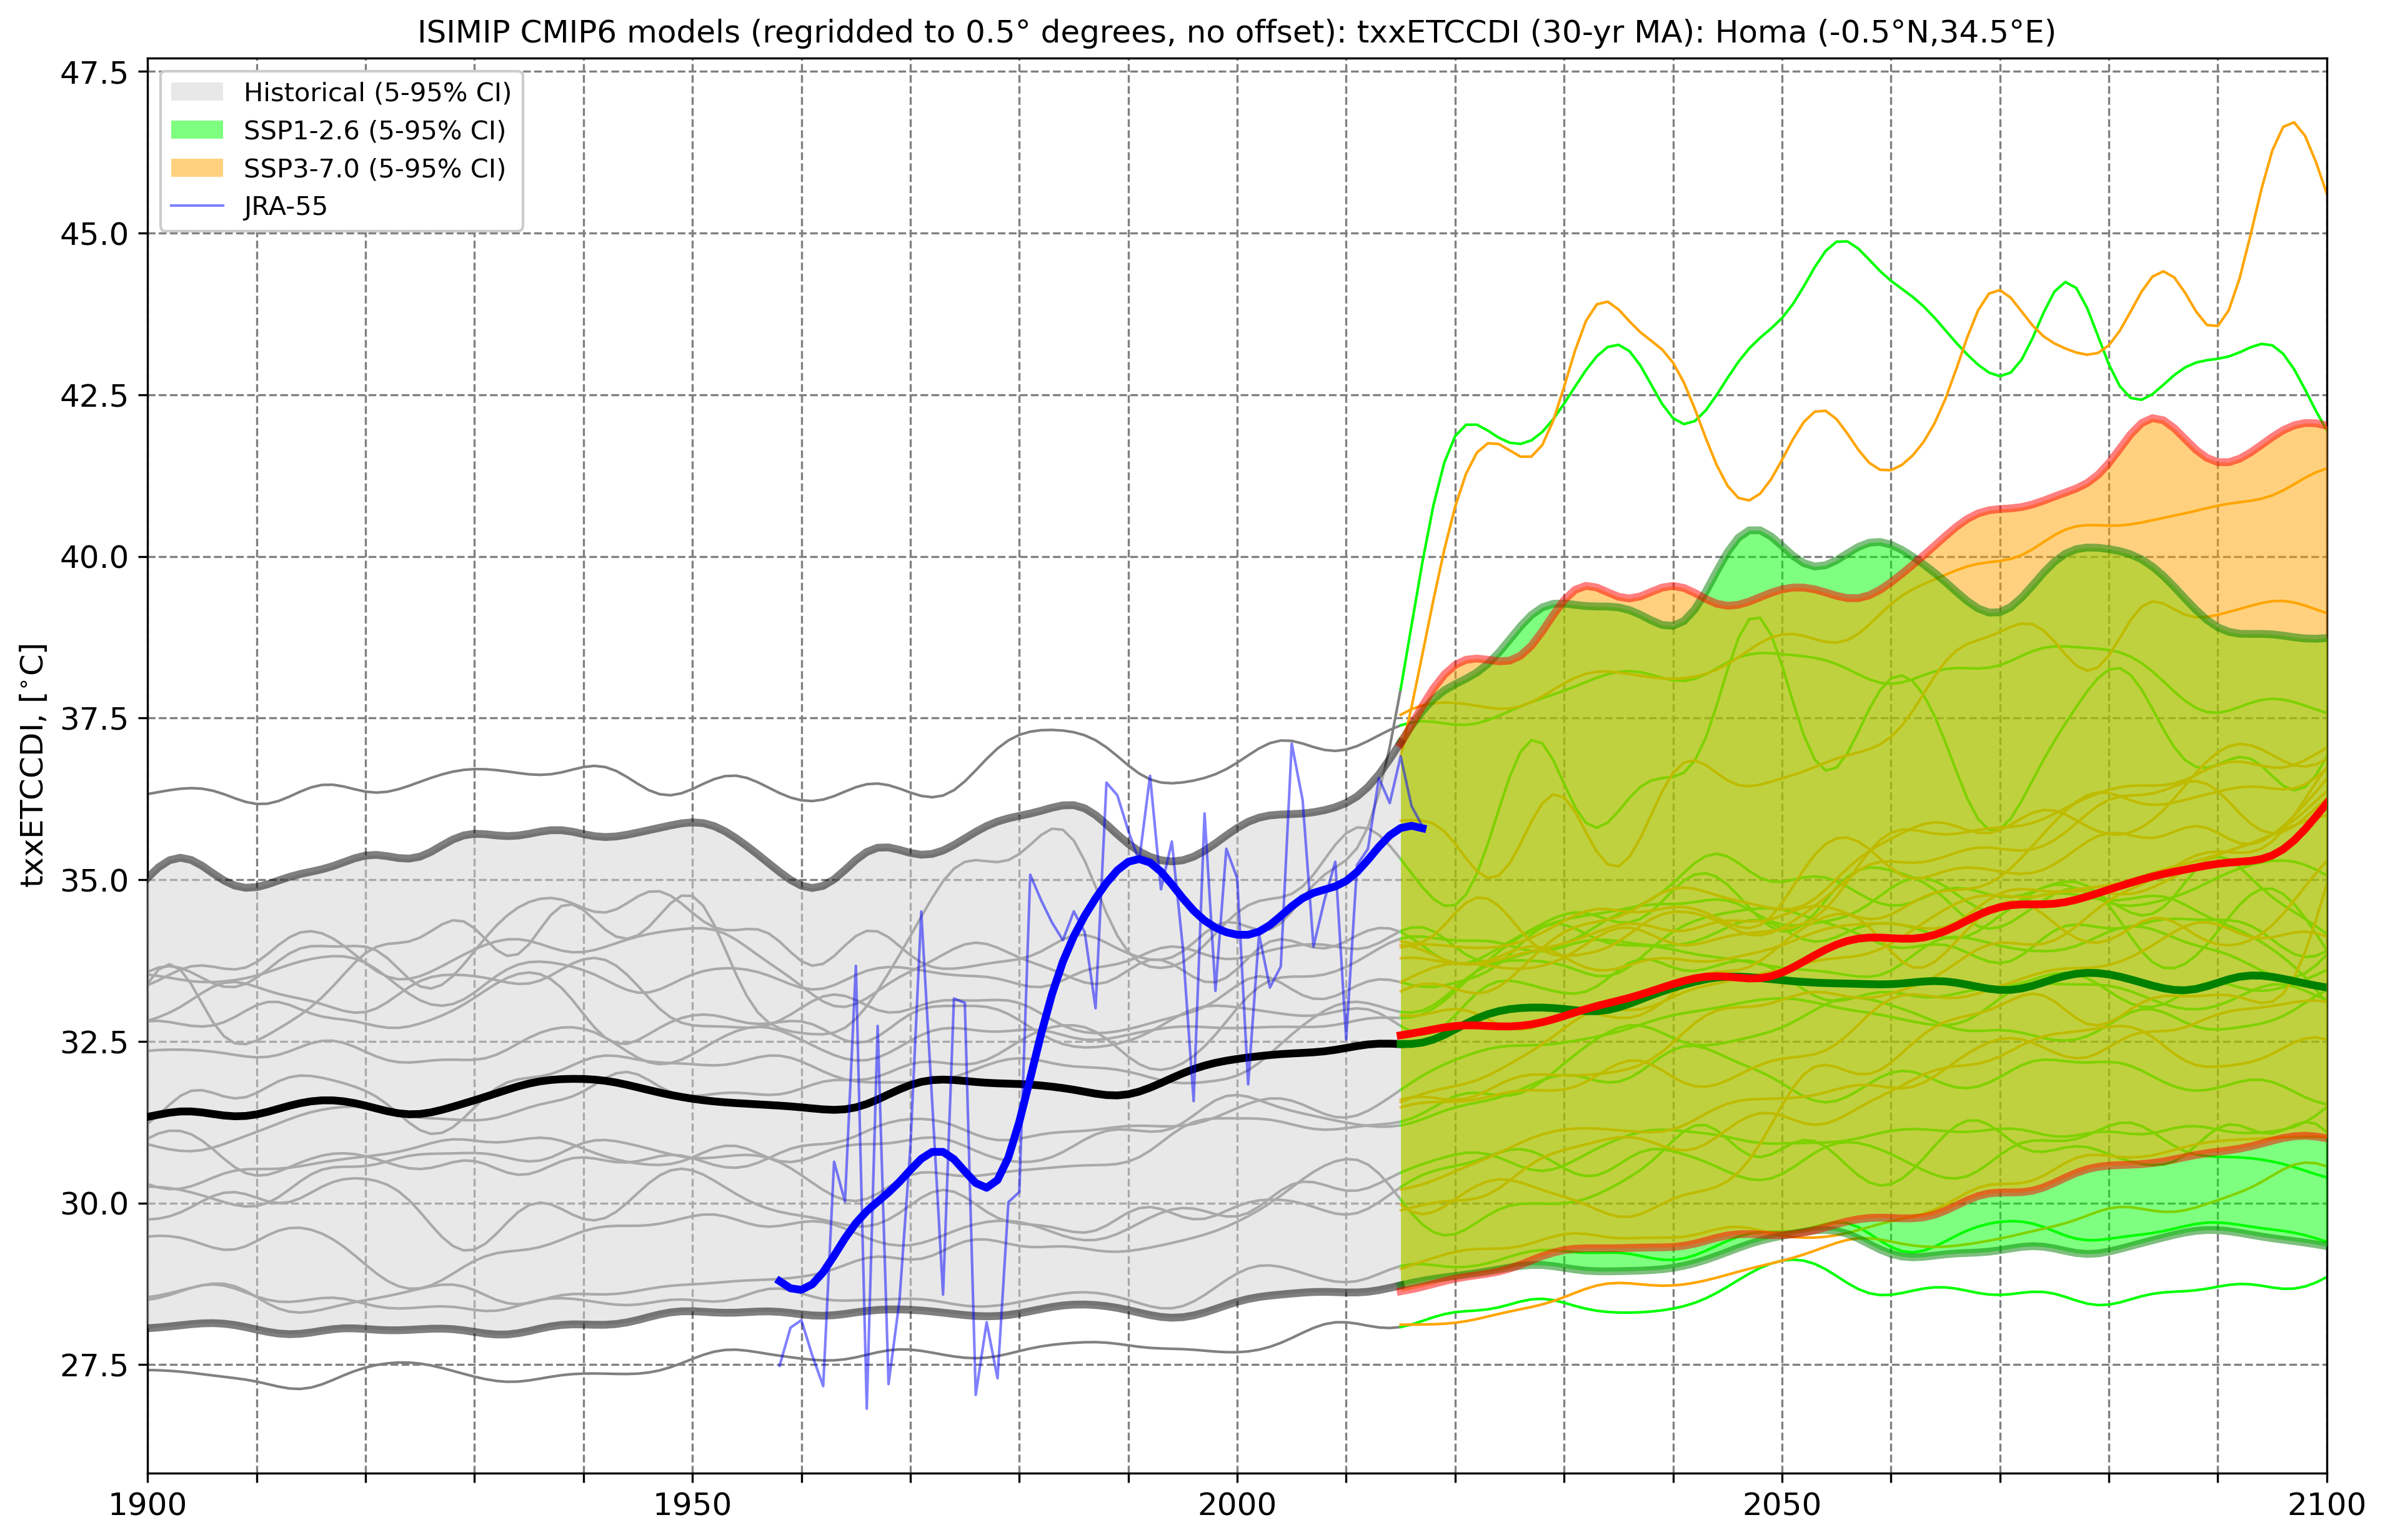 ISIMIP CMIP6 models (regridded to 0.5° degrees, no offset): txxETCCDI (30-yr MA): Homa (-0.5°N,34.5°E)
Historical (5-95% CI)
SSP1-2.6 (5-95% CI)
SSP3-7.0 (5-95% CI)
JRA-55
txxETCCDI, [°C]
47.5
45.0
42.5
40.0
37.5
35.0
32.5
30.0
27.5
1900 1950 2000 2050 2100